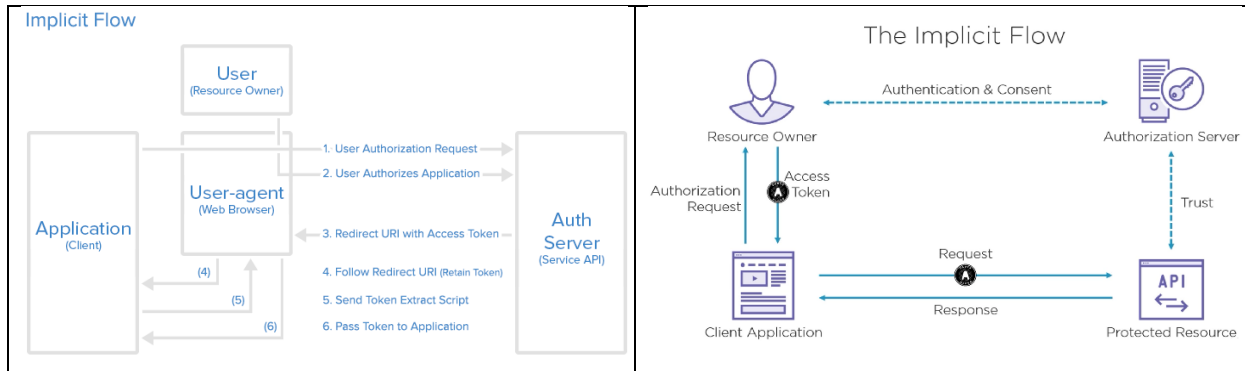 Implicit Flow
User
(Resource Owner)
1. User Authorization Request
2. User Authorizes Application
User-agent
(Web Browser)
Application
(Client)
Auth
Server
(Service API)
3. Redirect URI with Access Token
(4)
4. Follow Redirect URI (Retain Token)
(5)
5. Send Token Extract Script
(6)
6. Pass Token to Application
The Implicit Flow
Authentication & Consent
Resource Owner
Authorization Server
Authorization
Request
Access
Token
A
Trust
Request
A
Response
API
Client Application
Protected Resource